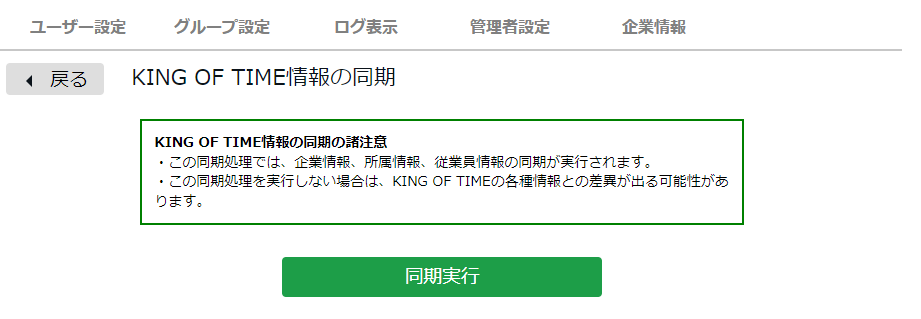 ユーザー設定 グループ設定 ログ表示 管理者設定 企業情報
戻る KING OF TIME情報の同期
KING OF TIME情報の同期の諸注意
・この同期処理では、企業情報、所属情報、従業員情報の同期が実行されます。
・この同期処理を実行しない場合は、KING OF TIMEの各種情報との差異が出る可能性があ
ります。
同期実行